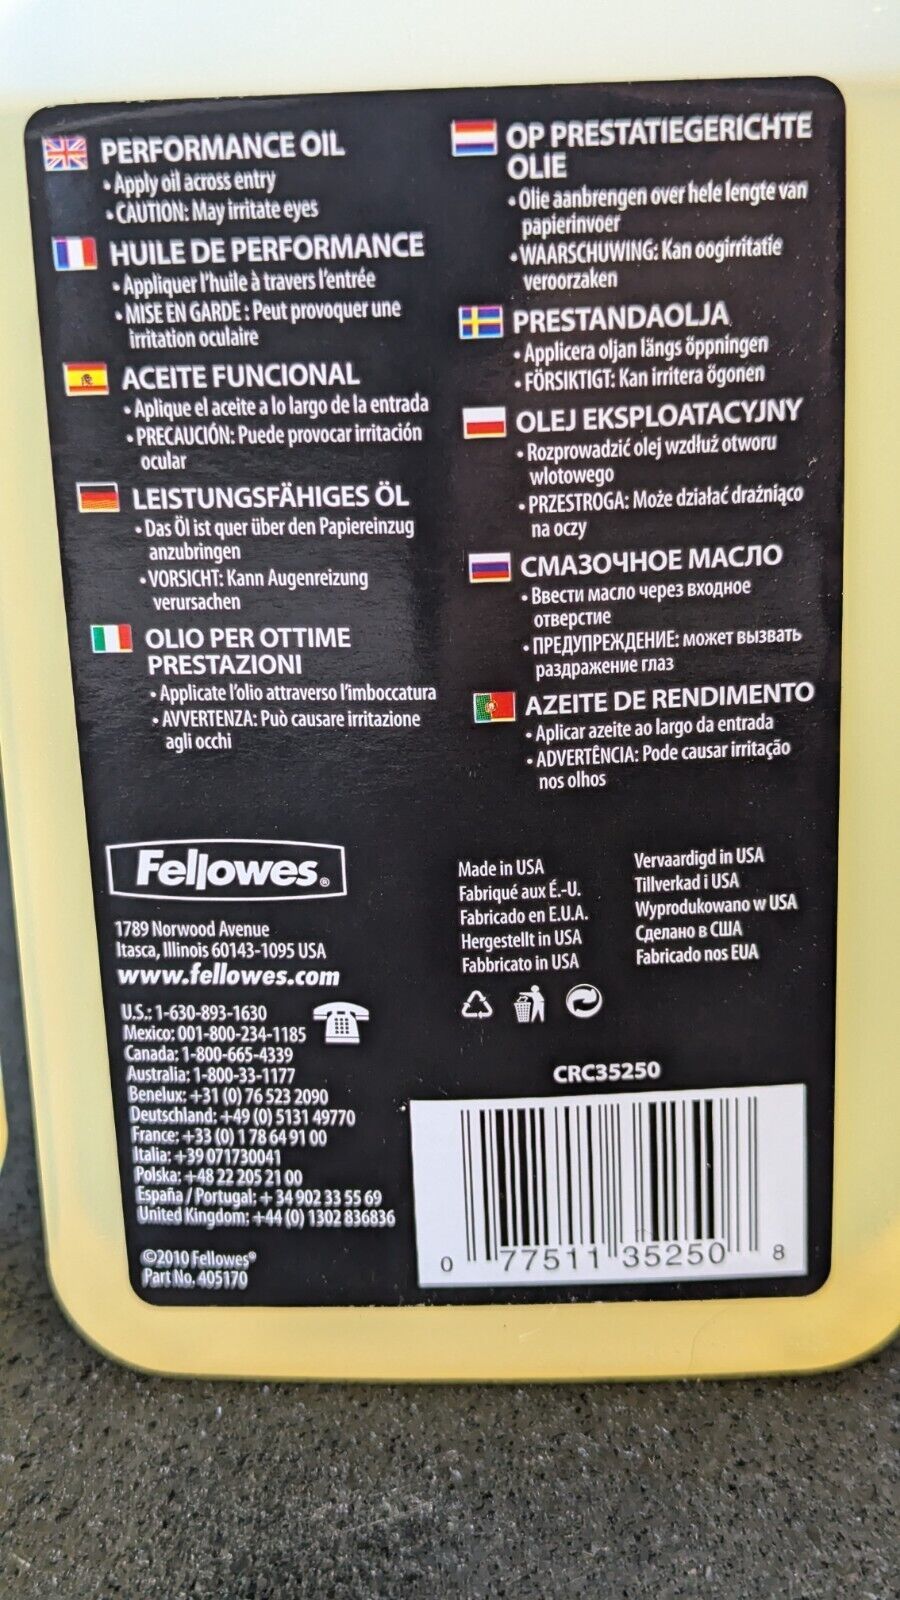 PERFORMANCE OIL
• Apply oil across entry
• CAUTION: May irritate eyes
HUILE DE PERFORMANCE
• Appliquer l'huile à travers l'entrée
• MISE EN GARDE : Peut provoquer une
irritation oculaire
ACEITE FUNCIONAL
• Aplique el aceite a lo largo de la entrada
• PRECAUCIÓN: Puede provocar irritación
ocular
LEISTUNGSFÄHIGES ÖL
• Das Öl ist quer über den Papiereinzug
anzubringen
• VORSICHT: Kann Augenreizung
verursachen
OLIO PER OTTIME
PRESTAZIONI
• Applicate l'olio attraverso l'imboccatura
• AVVERTENZA: Può causare irritazione
agli occhi
OP PRESTATIEGERICHTE
OLIE
• Olie aanbrengen over hele lengte van
papierinvoer
• WAARSCHUWING: Kan oogirritatie
veroorzaken
PRESTANDAOLJA
• Applicera oljan längs öppningen
• FÖRSIKTIGT: Kan irritera ögonen
OLEJ EKSPLOATACYJNY
• Rozprowadzić olej wzdłuż otworu
wlotowego
• PRZESTROGA: Może działać drażniąco
na oczy
СМАЗОЧНОЕ МАСЛО
• Ввести масло через входное
отверстие
• ПРЕДУПРЕЖДЕНИЕ: может вызвать
раздражение глаз
AZEITE DE RENDIMENTO
• Aplicar azeite ao largo da entrada
• ADVERTÊNCIA: Pode causar irritação
nos olhos
Fellowes®
1789 Norwood Avenue
Itasca, Illinois 60143-1095 USA
www.fellowes.com
U.S.: 1-630-893-1630
Mexico: 001-800-234-1185
Canada: 1-800-665-4339
Australia: 1-800-33-1177
Benelux: +31 (0) 76 523 2090
Deutschland: +49 (0) 5131 49770
France: +33 (0) 1 78 64 91 00
Italia: +39 071730041
Polska: +48 22 205 21 00
España / Portugal: + 34 902 33 55 69
United Kingdom: +44 (0) 1302 836836
©2010 Fellowes®
Part No. 405170
Made in USA
Fabriqué aux É.-U.
Fabricado en E.U.A.
Hergestellt in USA
Fabbricato in USA
Vervaardigd in USA
Tillverkad i USA
Wyprodukowano w USA
Сделано в США
Fabricado nos EUA
CRC35250
0 77511 35250 8